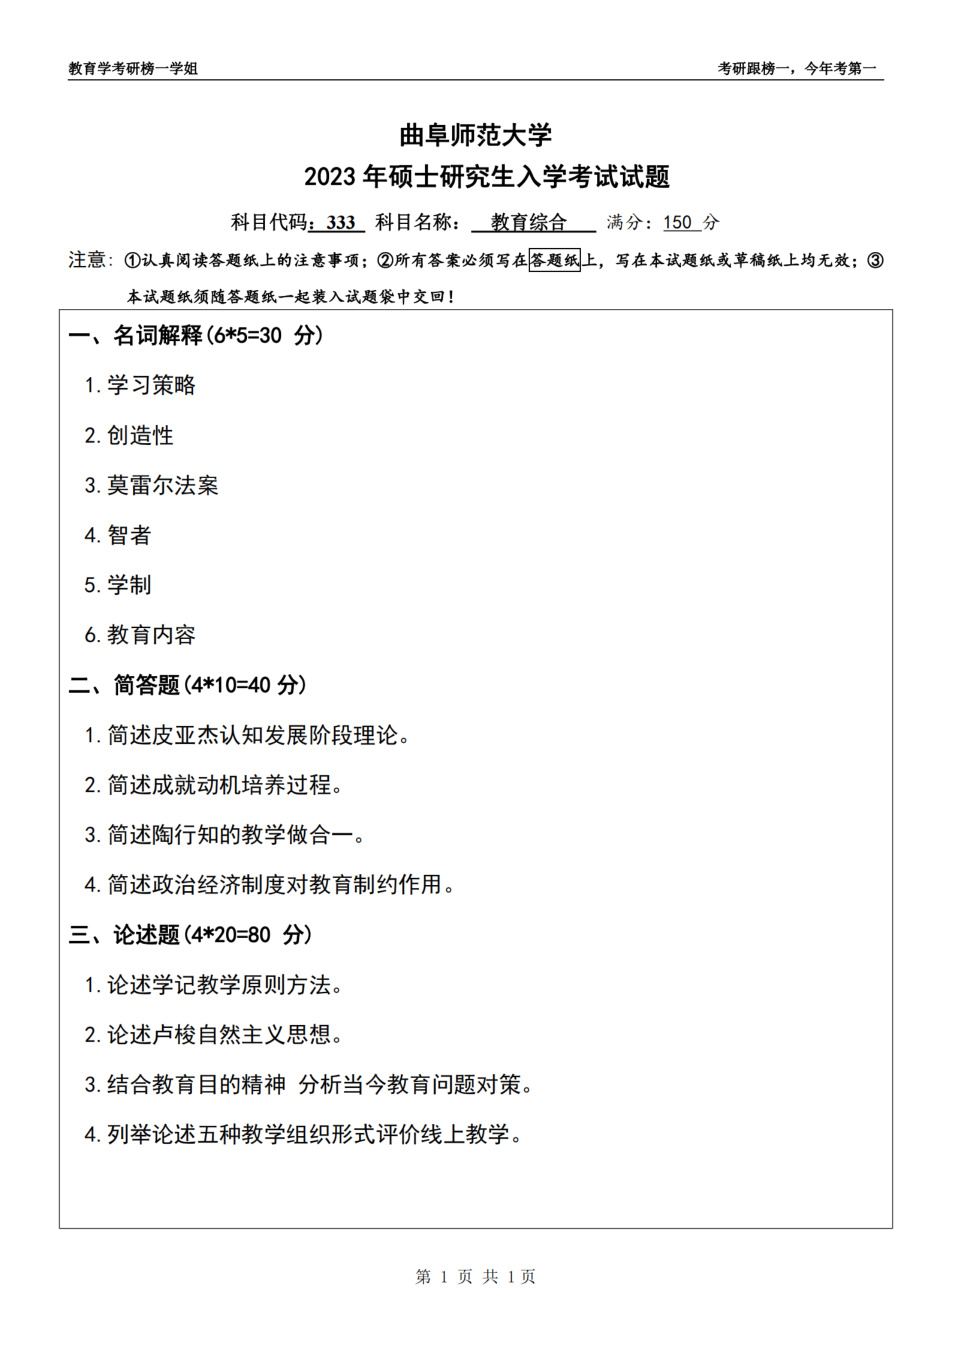 教育学考研榜一学姐 考研跟榜一，今年考第一
曲阜师范大学
2023 年硕士研究生入学考试试题
科目代码：333 科目名称： 教育综合 满分：150 分
注意：①认真阅读答题纸上的注意事项；②所有答案必须写在答题纸上，写在本试题纸或草稿纸上均无效；③
本试题纸须随答题纸一起装入试题袋中交回！
一、名词解释(6*5=30 分)
1.学习策略
2.创造性
3.莫雷尔法案
4.智者
5.学制
6.教育内容
二、简答题(4*10=40 分)
1.简述皮亚杰认知发展阶段理论。
2.简述成就动机培养过程。
3.简述陶行知的教学做合一。
4.简述政治经济制度对教育制约作用。
三、论述题(4*20=80 分)
1.论述学记教学原则方法。
2.论述卢梭自然主义思想。
3.结合教育目的精神 分析当今教育问题对策。
4.列举论述五种教学组织形式评价线上教学。
第 1 页 共 1 页